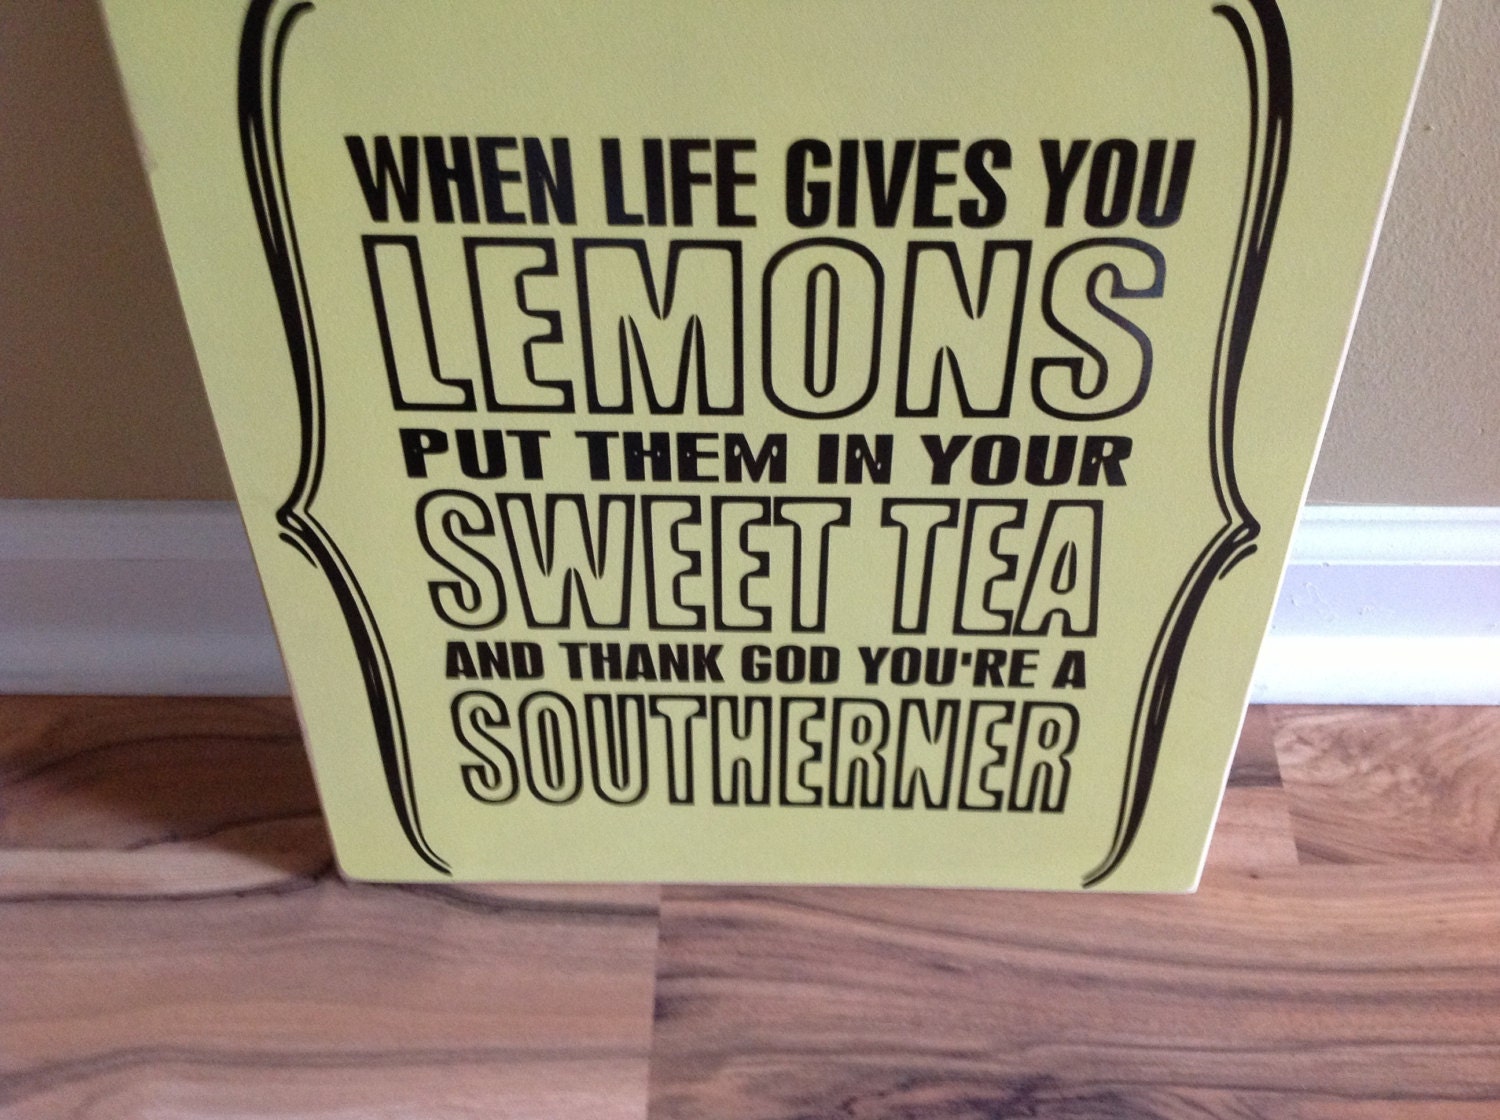 WHEN LIFE GIVES YOU
LEMONS
PUT THEM IN YOUR
SWEET TEA
AND THANK GOD YOU'RE A
SOUTHERNER